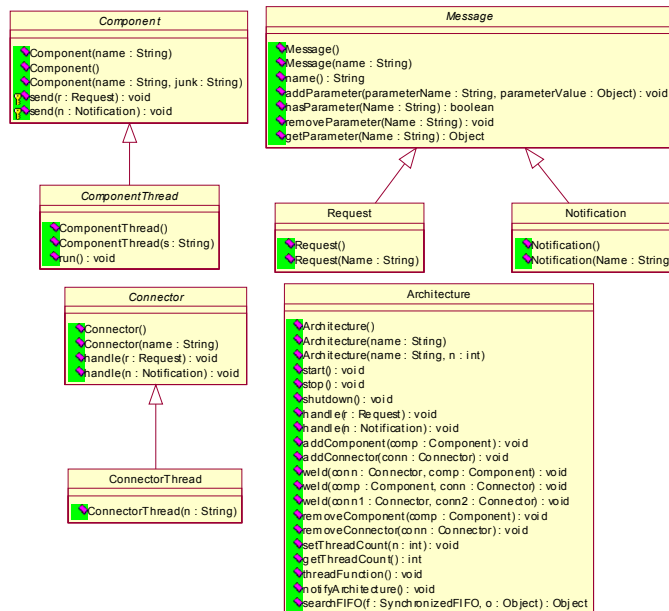 Component
Component(name : String)
Component()
Component(name : String, junk : String)
send(r : Request) : void
send(n : Notification) : void
Message
Message()
Message(name : String)
name() : String
addParameter(parameterName : String, parameterValue : Object) : void
hasParameter(Name : String) : boolean
removeParameter(Name : String) : void
getParameter(Name : String) : Object
ComponentThread
ComponentThread()
ComponentThread(s : String)
run() : void
Request
Request()
Request(Name : String)
Notification
Notification()
Notification(Name : String)
Connector
Connector()
Connector(name : String)
handle(r : Request) : void
handle(n : Notification) : void
ConnectorThread
ConnectorThread(n : String)
Architecture
Architecture()
Architecture(name : String)
Architecture(name : String, n : int)
start() : void
stop() : void
shutdown() : void
handle(r : Request) : void
handle(n : Notification) : void
addComponent(comp : Component) : void
addConnector(conn : Connector) : void
weld(conn : Connector, comp : Component) : void
weld(comp : Component, conn : Connector) : void
weld(conn1 : Connector, conn2 : Connector) : void
removeComponent(comp : Component) : void
removeConnector(conn : Connector) : void
setThreadCount(n : int) : void
getThreadCount() : int
threadFunction() : void
notifyArchitecture() : void
searchFIFO(f : SynchronizedFIFO, o : Object) : Object